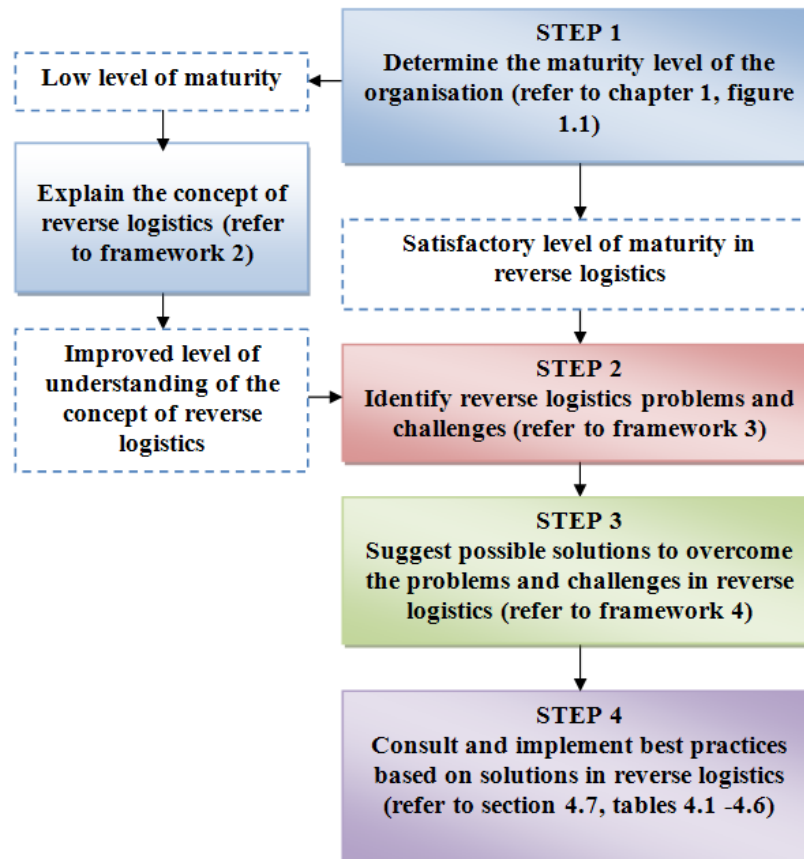 STEP 1
Determine the maturity level of the
organisation (refer to chapter 1, figure
1.1)
Low level of maturity
Explain the concept of
reverse logistics (refer
to framework 2)
Satisfactory level of maturity in
reverse logistics
Improved level of
understanding of the
concept of reverse
logistics
STEP 2
Identify reverse logistics problems and
challenges (refer to framework 3)
STEP 3
Suggest possible solutions to overcome
the problems and challenges in reverse
logistics (refer to framework 4)
STEP 4
Consult and implement best practices
based on solutions in reverse logistics
(refer to section 4.7, tables 4.1 -4.6)